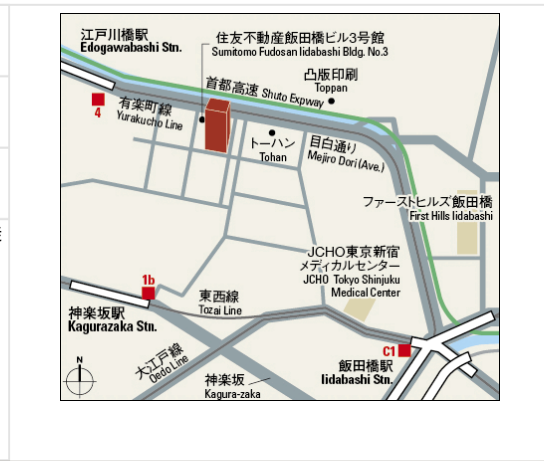 江戸川橋駅
Edogawabashi Stn.
住友不動産飯田橋ビル3号館
Sumitomo Fudosan Iidabashi Bldg. No.3
首都高速 Shuto Expway
凸版印刷
Toppan
4
有楽町線
Yurakucho Line
トーハン
Tohan
目白通り
Mejiro Dori(Ave.)
ファーストヒルズ飯田橋
First Hills Iidabashi
JCHO東京新宿
メディカルセンター
JCHO Tokyo Shinjuku
Medical Center
1b
東西線
Tozai Line
神楽坂駅
Kagurazaka Stn.
C1
飯田橋駅
Iidabashi Stn.
大江戸線
Oedo Line
神楽坂
Kagura-zaka
N